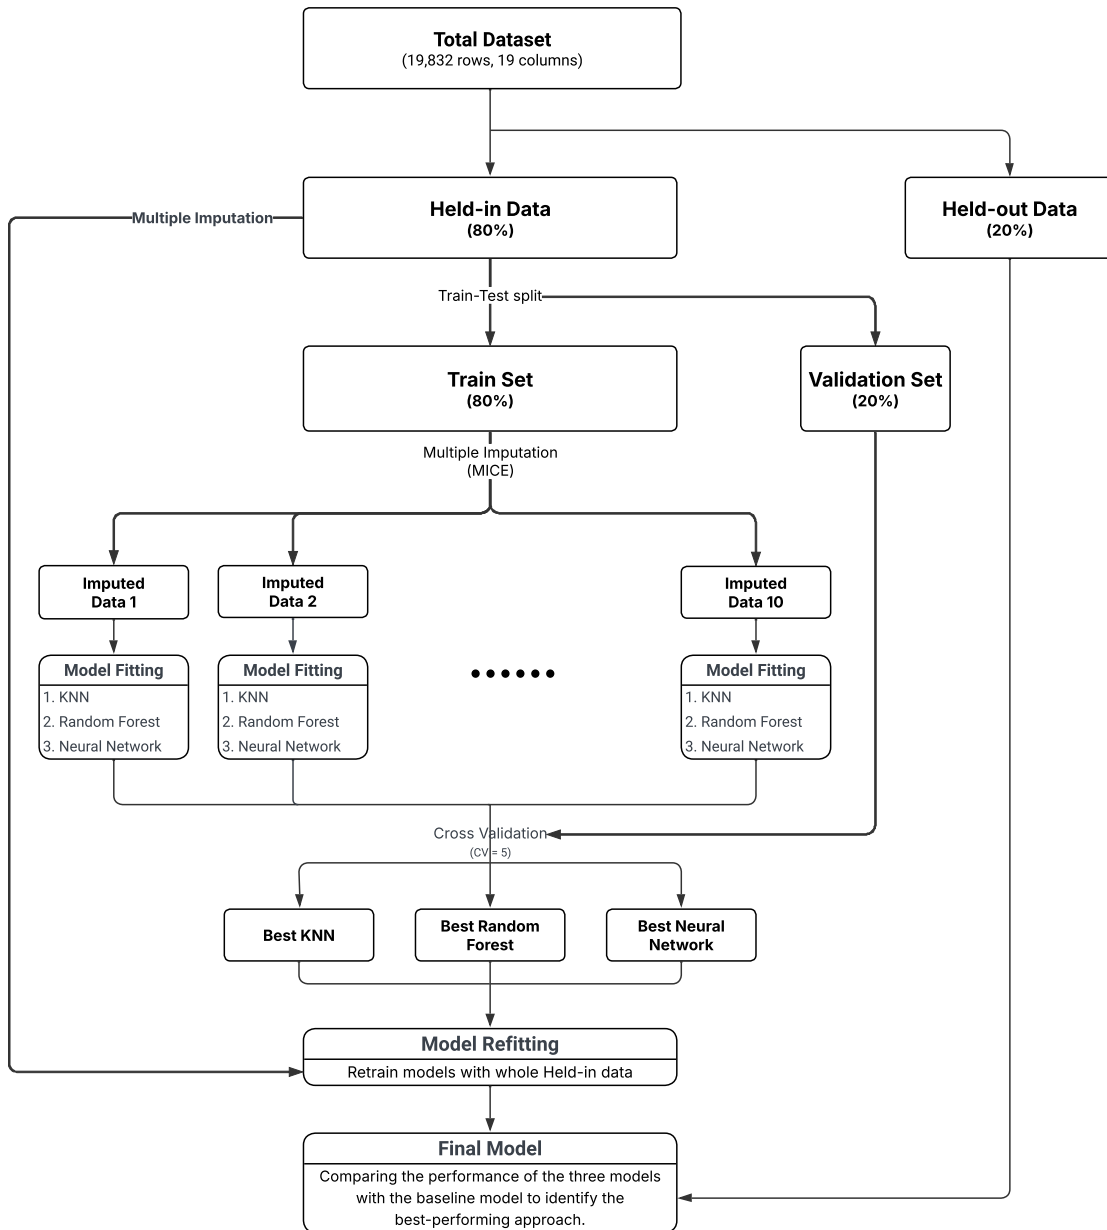 Total Dataset
(19,832 rows, 19 columns)
Held-in Data
(80%)
Held-out Data
(20%)
Multiple Imputation
Train-Test split
Train Set
(80%)
Validation Set
(20%)
Multiple Imputation
(MICE)
Imputed
Data 1
Imputed
Data 2
Imputed
Data 10
Model Fitting
1. KNN
2. Random Forest
3. Neural Network
Model Fitting
1. KNN
2. Random Forest
3. Neural Network
Model Fitting
1. KNN
2. Random Forest
3. Neural Network
Cross Validation
(CV = 5)
Best KNN
Best Random
Forest
Best Neural
Network
Model Refitting
Retrain models with whole Held-in data
Final Model
Comparing the performance of the three models
with the baseline model to identify the
best-performing approach.